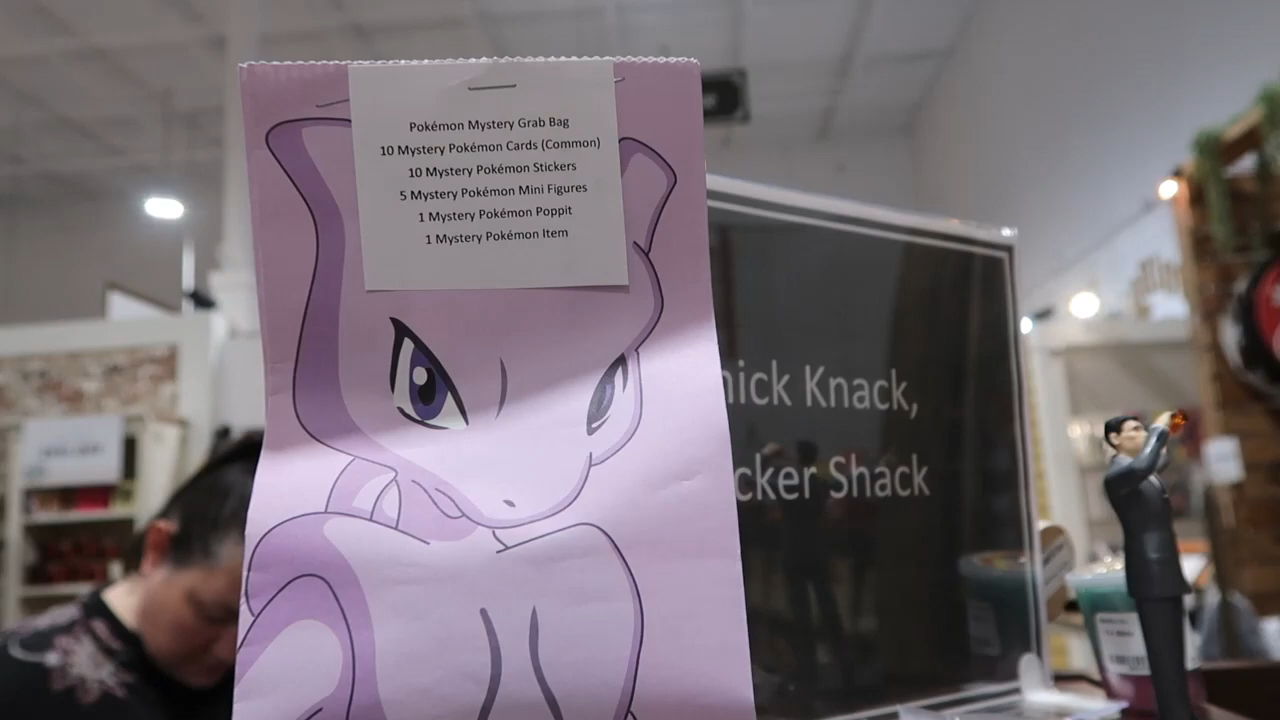 Pokémon Mystery Grab Bag
10 Mystery Pokémon Cards (Common)
10 Mystery Pokémon Stickers
5 Mystery Pokémon Mini Figures
1 Mystery Pokémon Poppit
1 Mystery Pokémon Item
nick Knack,
cker Shack